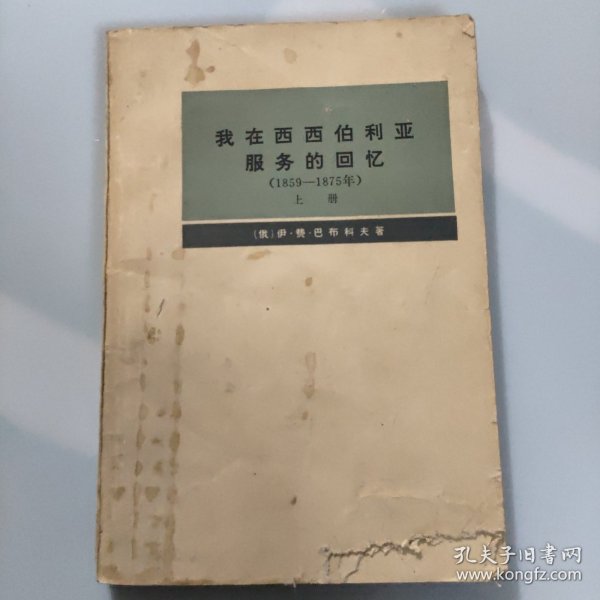 我在西西伯利亚
服务的回忆
(1859—1875年)
上 册
(俄)伊·费·巴布科夫著
孔夫子旧书网
www.kongfz.com